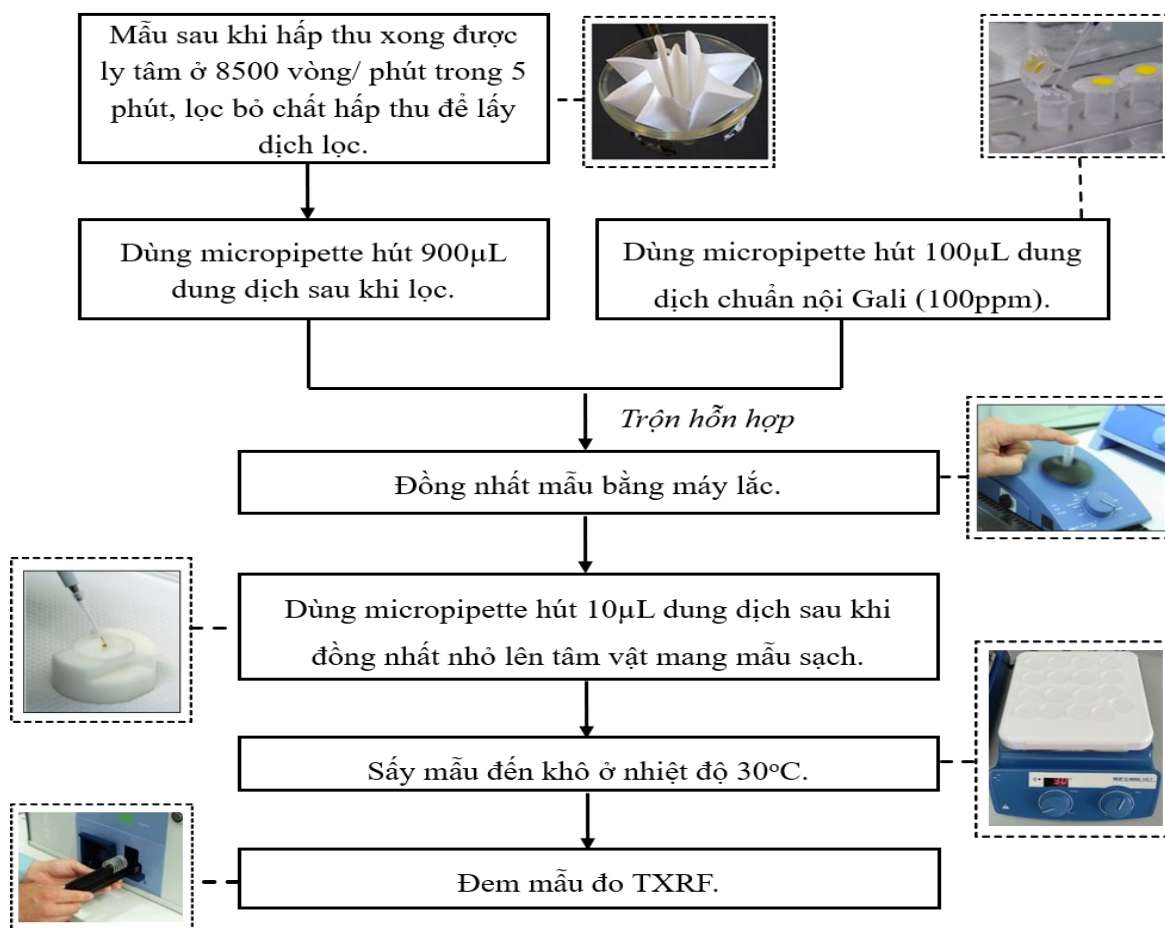 Mẫu sau khi hấp thu xong được
ly tâm ở 8500 vòng/ phút trong 5
phút, lọc bỏ chất hấp thu để lấy
dịch lọc.
Dùng micropipette hút 900µL
dung dịch sau khi lọc.
Dùng micropipette hút 100µL dung
dịch chuẩn nội Gali (100ppm).
Trộn hỗn hợp
Đồng nhất mẫu bằng máy lắc.
Dùng micropipette hút 10µL dung dịch sau khi
đồng nhất nhỏ lên tâm vật mang mẫu sạch.
Sấy mẫu đến khô ở nhiệt độ 30°C.
Đem mẫu đo TXRF.